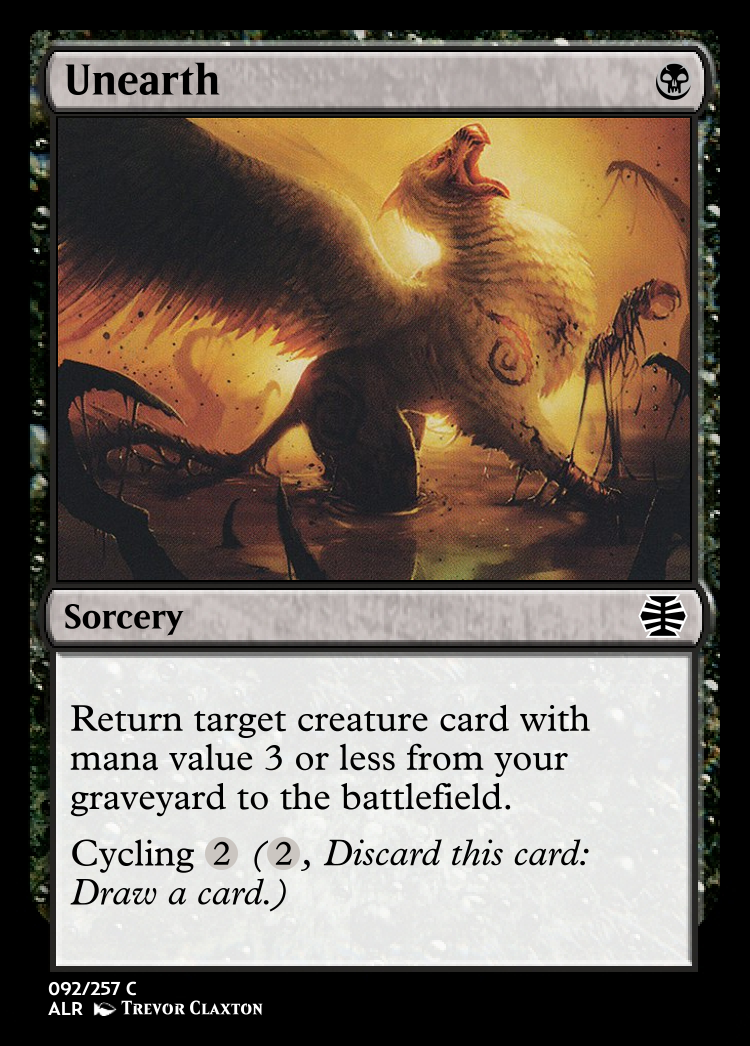 Unearth
Sorcery
Return target creature card with
mana value 3 or less from your
graveyard to the battlefield.
Cycling 2 (2, Discard this card:
Draw a card.)
092/257 C
ALR TREVOR CLAXTON